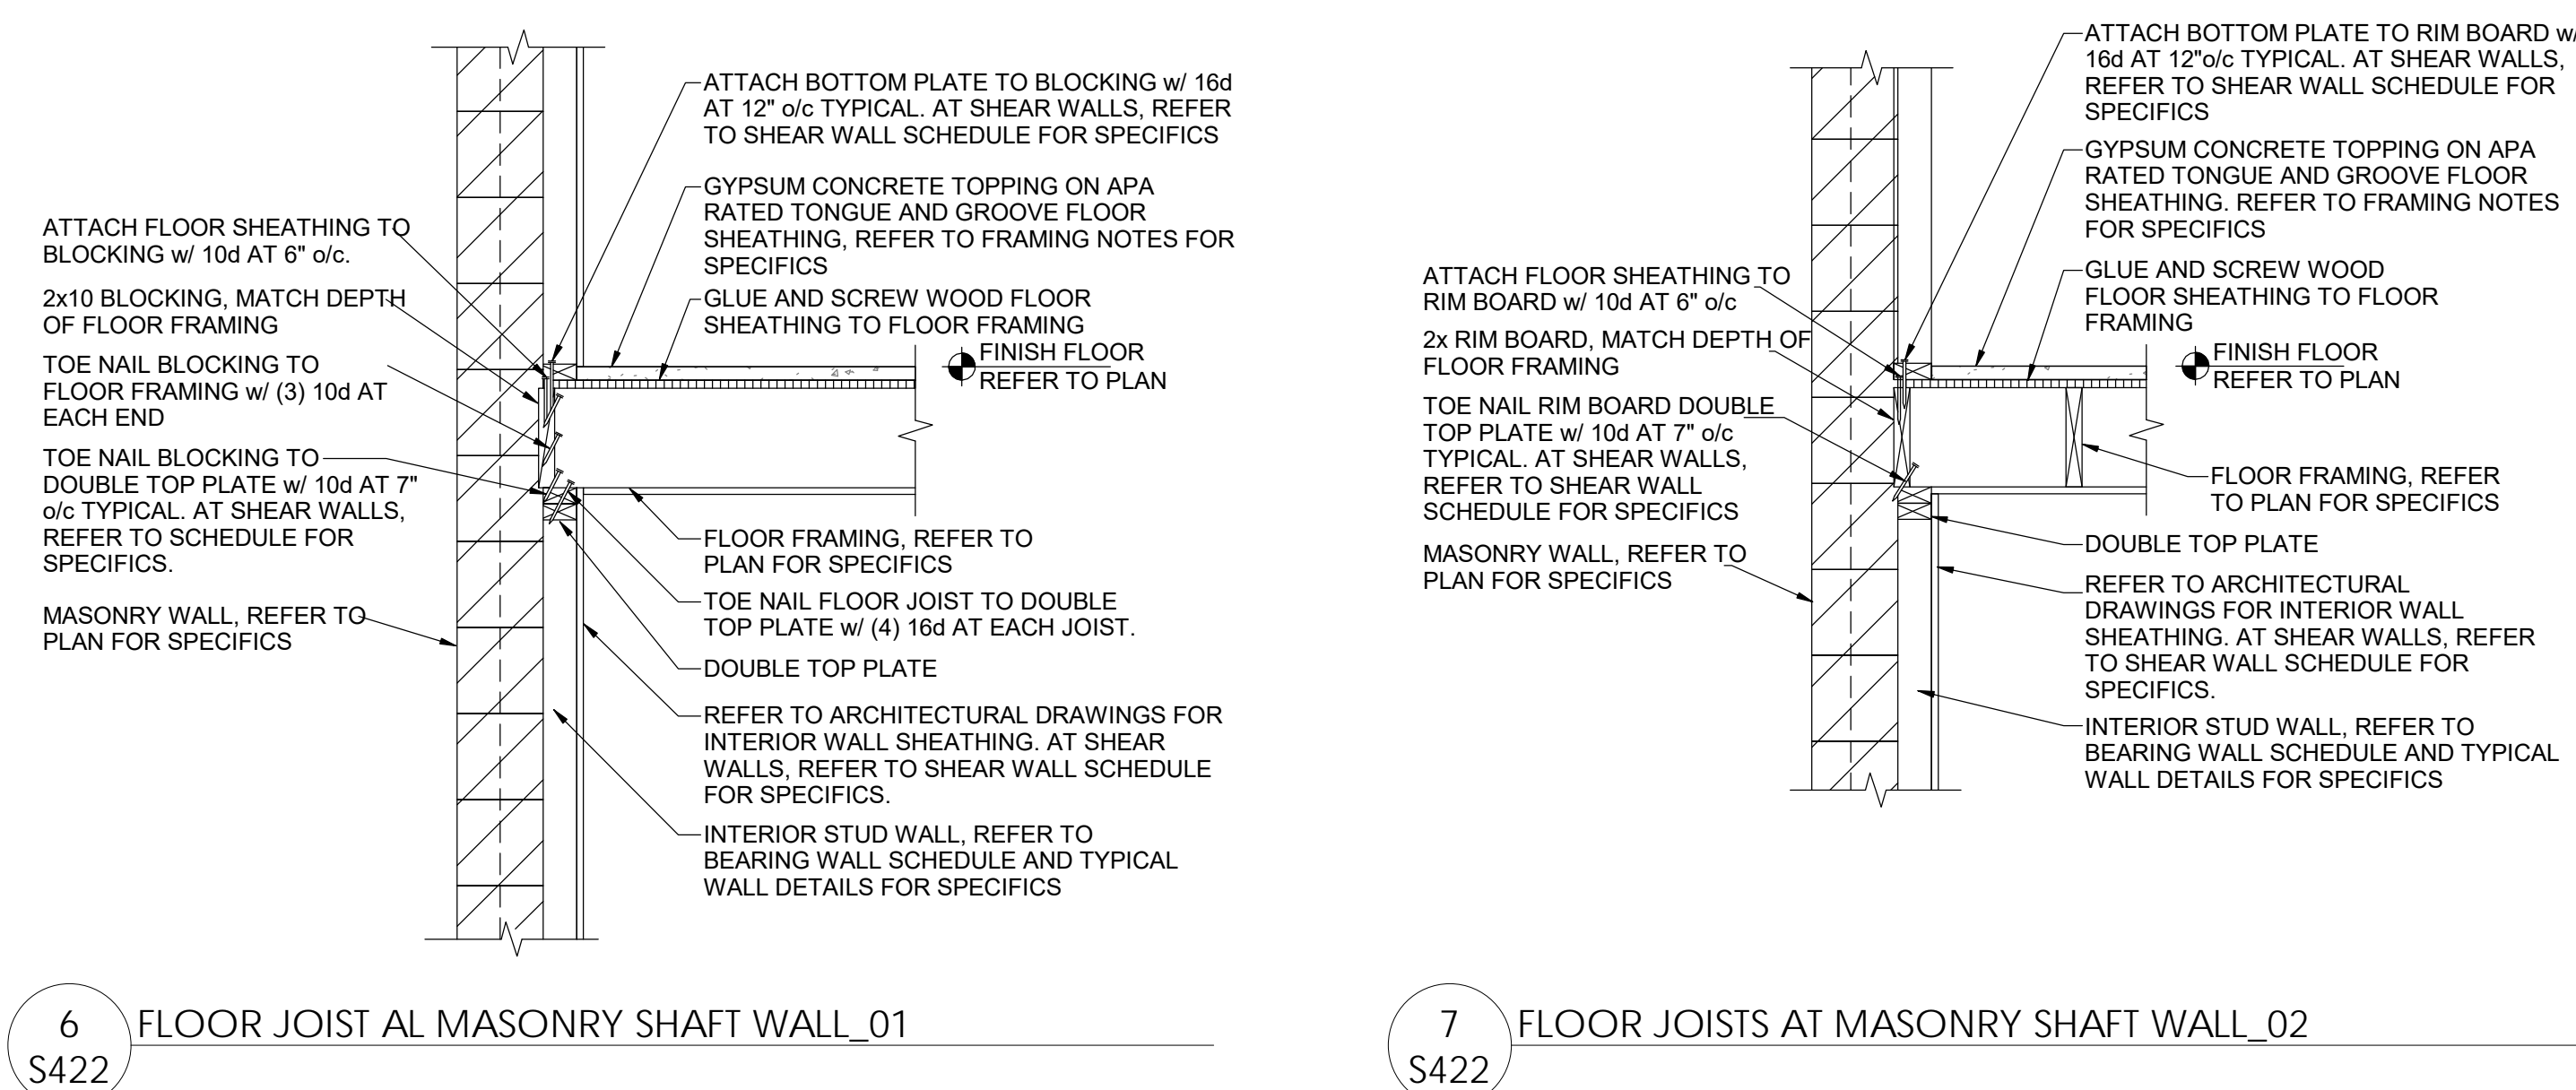 ATTACH BOTTOM PLATE TO BLOCKING w/ 16d
AT 12" o/c TYPICAL. AT SHEAR WALLS, REFER
TO SHEAR WALL SCHEDULE FOR SPECIFICS
GYPSUM CONCRETE TOPPING ON APA
RATED TONGUE AND GROOVE FLOOR
SHEATHING, REFER TO FRAMING NOTES FOR
SPECIFICS
GLUE AND SCREW WOOD FLOOR
SHEATHING TO FLOOR FRAMING
FINISH FLOOR
REFER TO PLAN
ATTACH FLOOR SHEATHING TO
BLOCKING w/ 10d AT 6" o/c.
2x10 BLOCKING, MATCH DEPTH
OF FLOOR FRAMING
TOE NAIL BLOCKING TO
FLOOR FRAMING w/ (3) 10d AT
EACH END
TOE NAIL BLOCKING TO
DOUBLE TOP PLATE w/ 10d AT 7"
o/c TYPICAL. AT SHEAR WALLS,
REFER TO SCHEDULE FOR
SPECIFICS.
MASONRY WALL, REFER TO
PLAN FOR SPECIFICS
FLOOR FRAMING, REFER TO
PLAN FOR SPECIFICS
TOE NAIL FLOOR JOIST TO DOUBLE
TOP PLATE w/ (4) 16d AT EACH JOIST.
DOUBLE TOP PLATE
REFER TO ARCHITECTURAL DRAWINGS FOR
INTERIOR WALL SHEATHING. AT SHEAR
WALLS, REFER TO SHEAR WALL SCHEDULE
FOR SPECIFICS.
INTERIOR STUD WALL, REFER TO
BEARING WALL SCHEDULE AND TYPICAL
WALL DETAILS FOR SPECIFICS
6
S422
FLOOR JOIST AL MASONRY SHAFT WALL_01
ATTACH BOTTOM PLATE TO RIM BOARD w/
16d AT 12"o/c TYPICAL. AT SHEAR WALLS,
REFER TO SHEAR WALL SCHEDULE FOR
SPECIFICS
GYPSUM CONCRETE TOPPING ON APA
RATED TONGUE AND GROOVE FLOOR
SHEATHING. REFER TO FRAMING NOTES
FOR SPECIFICS
GLUE AND SCREW WOOD
FLOOR SHEATHING TO FLOOR
FRAMING
FINISH FLOOR
REFER TO PLAN
ATTACH FLOOR SHEATHING TO
RIM BOARD w/ 10d AT 6" o/c
2x RIM BOARD, MATCH DEPTH OF
FLOOR FRAMING
TOE NAIL RIM BOARD DOUBLE
TOP PLATE w/ 10d AT 7" o/c
TYPICAL. AT SHEAR WALLS,
REFER TO SHEAR WALL
SCHEDULE FOR SPECIFICS
MASONRY WALL, REFER TO
PLAN FOR SPECIFICS
FLOOR FRAMING, REFER
TO PLAN FOR SPECIFICS
DOUBLE TOP PLATE
REFER TO ARCHITECTURAL
DRAWINGS FOR INTERIOR WALL
SHEATHING. AT SHEAR WALLS, REFER
TO SHEAR WALL SCHEDULE FOR
SPECIFICS.
INTERIOR STUD WALL, REFER TO
BEARING WALL SCHEDULE AND TYPICAL
WALL DETAILS FOR SPECIFICS
7
S422
FLOOR JOISTS AT MASONRY SHAFT WALL_02